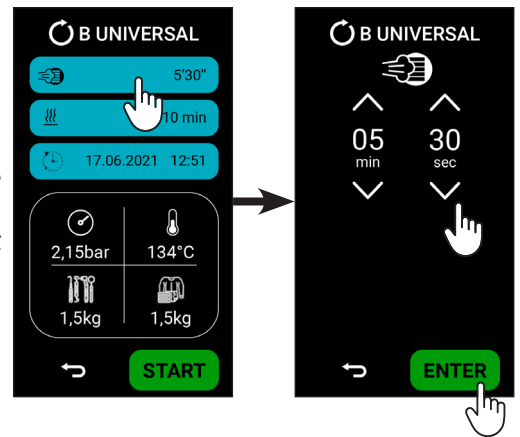 B UNIVERSAL
5'30"
10 min
17.06.2021 12:51
2,15bar 134°C
1,5kg 1,5kg
START
B UNIVERSAL
05 30
min sec
ENTER